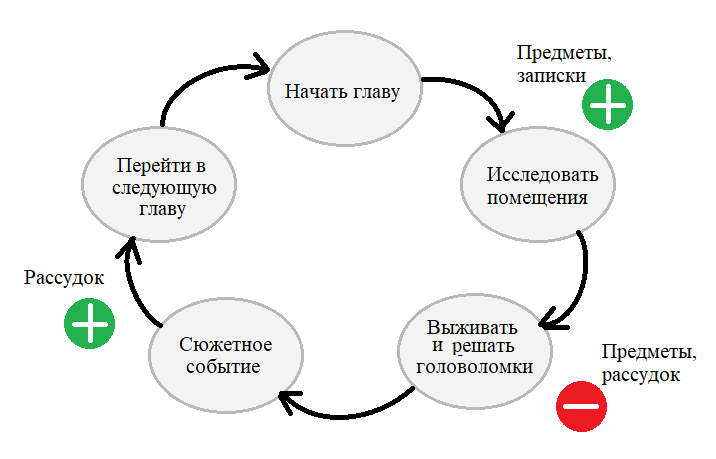 Начать главу
Предметы,
записки
Исследовать
помещения
Выживать
и решать
головоломки
Предметы,
рассудок
Сюжетное
событие
Рассудок
Перейти в
следующую
главу